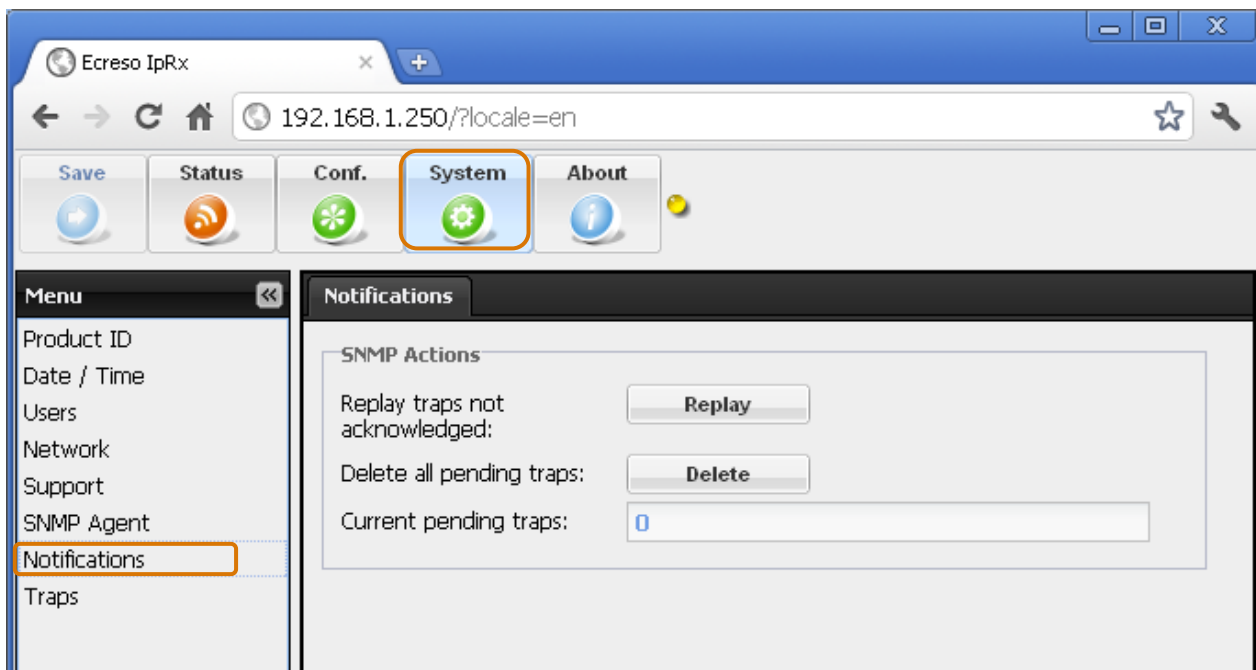 Ecreso IpRx
192.168.1.250/?locale=en
Save
Status
Conf.
System
About
Menu
Product ID
Date / Time
Users
Network
Support
SNMP Agent
Notifications
Traps
Notifications
SNMP Actions
Replay traps not
acknowledged:
Replay
Delete all pending traps:
Delete
Current pending traps:
0